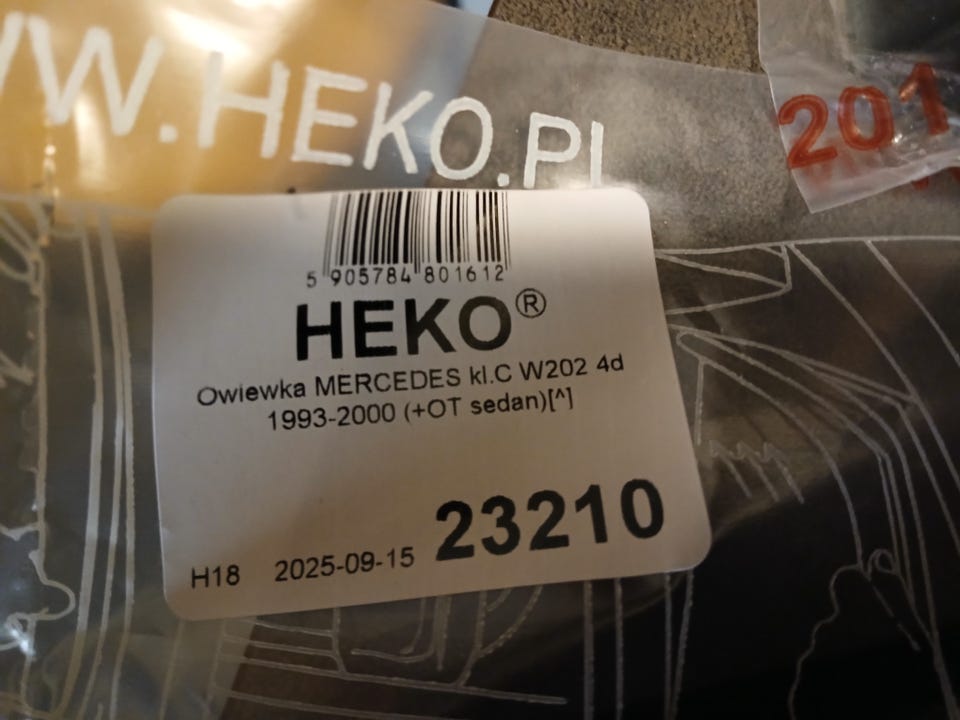 WW.HEKO.PL
201
5 905784 801612
HEKO®
Owiewka MERCEDES kl.C W202 4d
1993-2000 (+OT sedan)[^]
23210
H18 2025-09-15